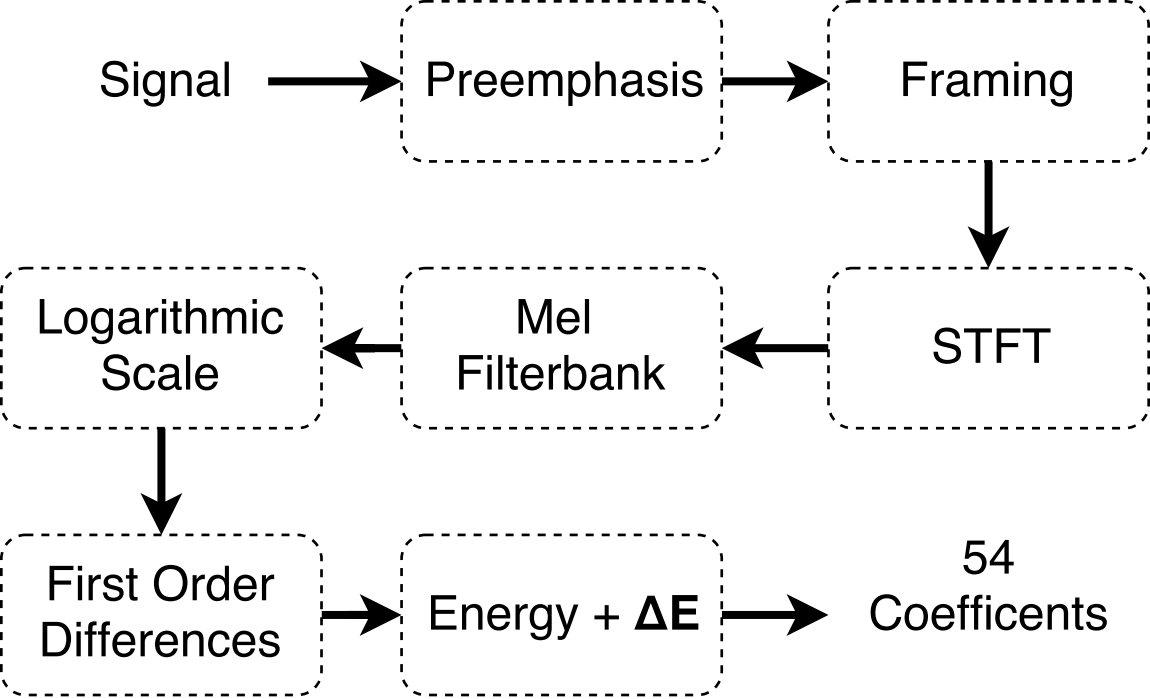 Signal
Preemphasis
Framing
STFT
Mel
Filterbank
Logarithmic
Scale
First Order
Differences
Energy + ΔE
54
Coefficents